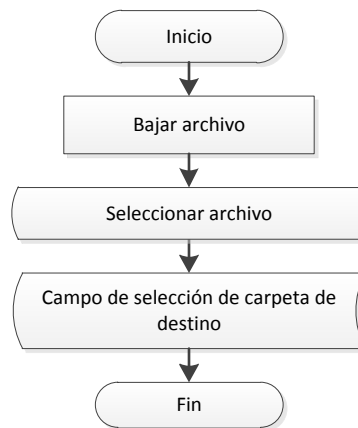 Inicio
Bajar archivo
Seleccionar archivo
Campo de selección de carpeta de
destino
Fin